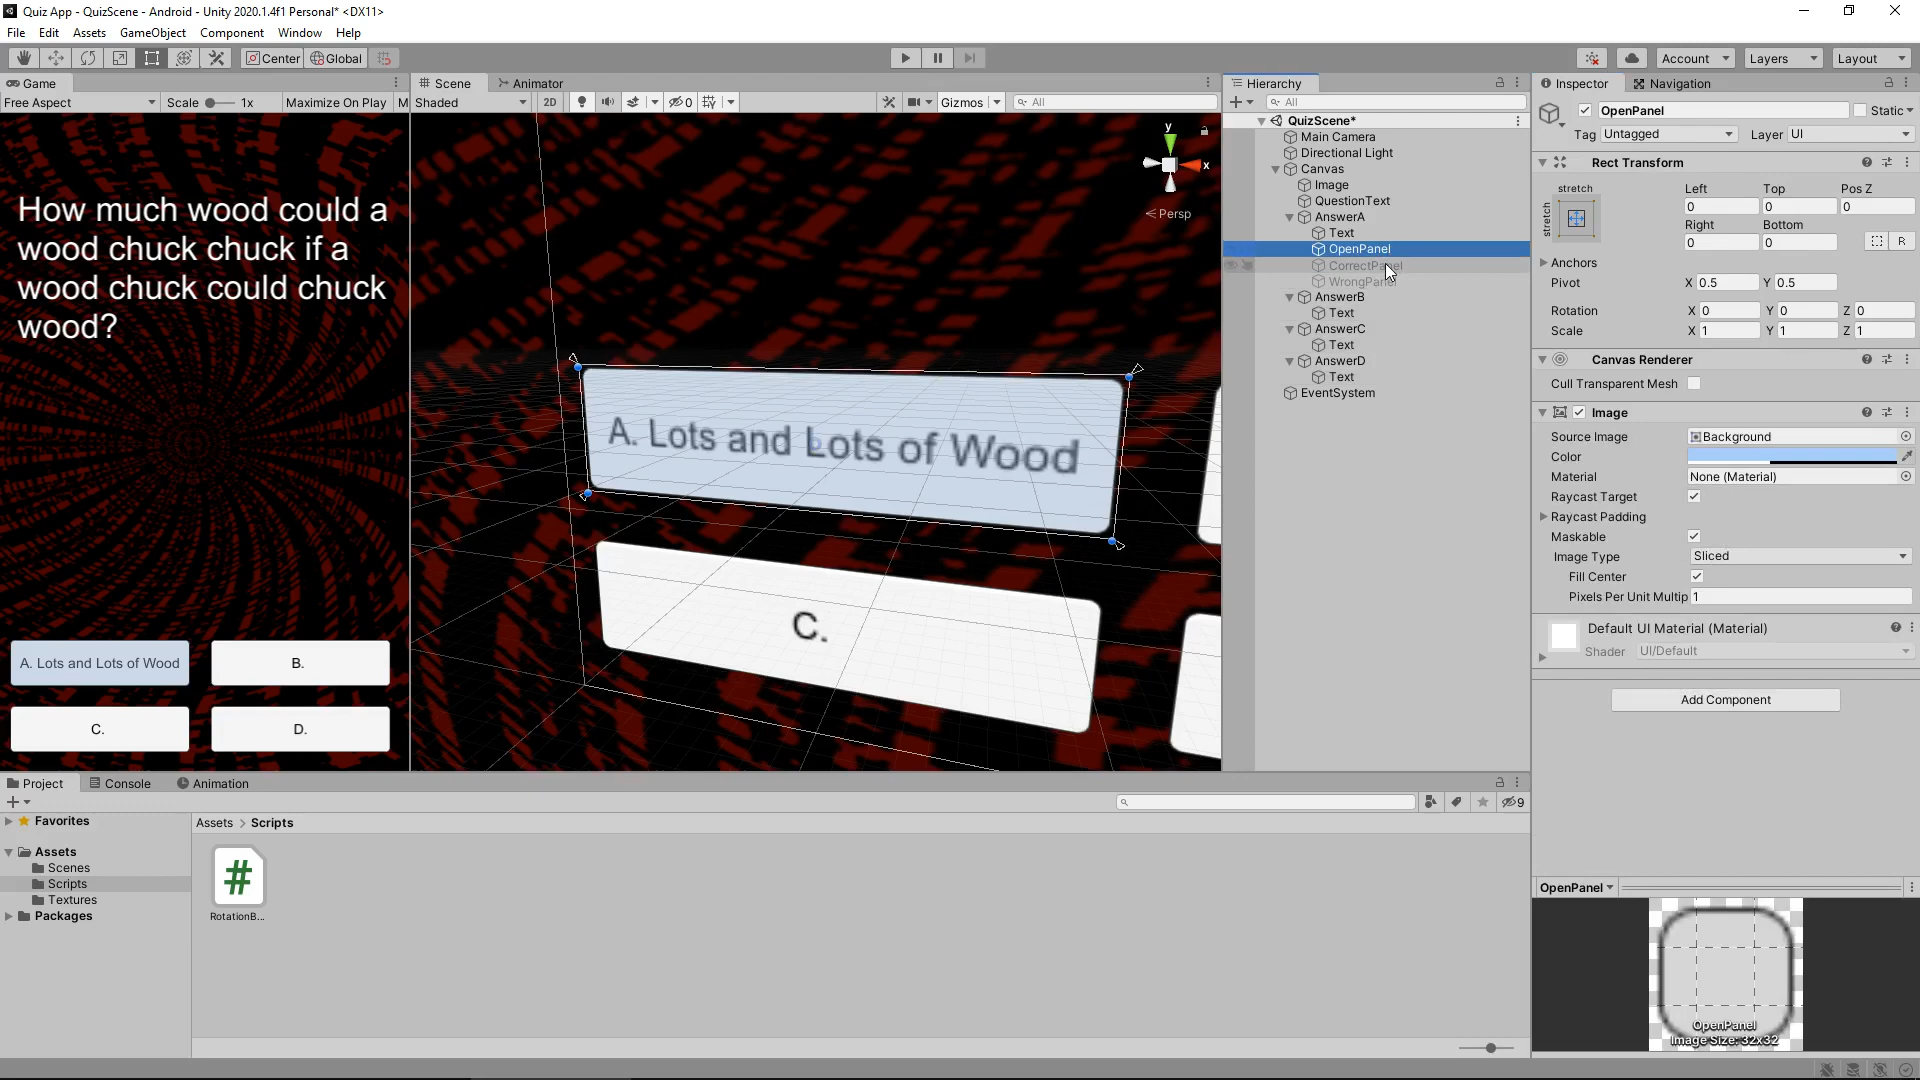 Quiz App - QuizScene - Android - Unity 2020.1.4f1 Personal* <DX11>
File Edit Assets GameObject Component Window Help
Center Global
Account Layers Layout
Game
Free Aspect Scale 1x Maximize On Play M
How much wood could a
wood chuck chuck if a
wood chuck could chuck
wood?
A. Lots and Lots of Wood
B.
C.
D.
Scene Animator
Shaded 2D 0 Gizmos All
y
x
< Persp
A. Lots and Lots of Wood
C.
Hierarchy
All
QuizScene*
Main Camera
Directional Light
Canvas
Image
QuestionText
AnswerA
Text
OpenPanel
CorrectPanel
WrongPanel
AnswerB
Text
AnswerC
Text
AnswerD
Text
EventSystem
Inspector Navigation
OpenPanel Static
Tag Untagged Layer UI
Rect Transform
stretch Left Top Pos Z
stretch 0 0 0
Right Bottom
0 0 R
Anchors
Pivot X 0.5 Y 0.5
Rotation X 0 Y 0 Z 0
Scale X 1 Y 1 Z 1
Canvas Renderer
Cull Transparent Mesh
Image
Source Image Background
Color
Material None (Material)
Raycast Target
Raycast Padding
Maskable
Image Type Sliced
Fill Center
Pixels Per Unit Multip 1
Default UI Material (Material)
Shader UI/Default
Add Component
OpenPanel
OpenPanel
Image Size: 32x32
Project Console Animation
9
Favorites
Assets
Scenes
Scripts
Textures
Packages
Assets > Scripts
#
RotationB...